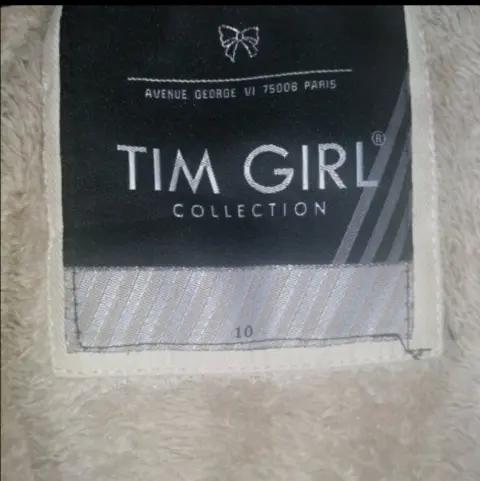 AVENUE GEORGE VI 75008 PARIS
TIM GIRL®
COLLECTION
10